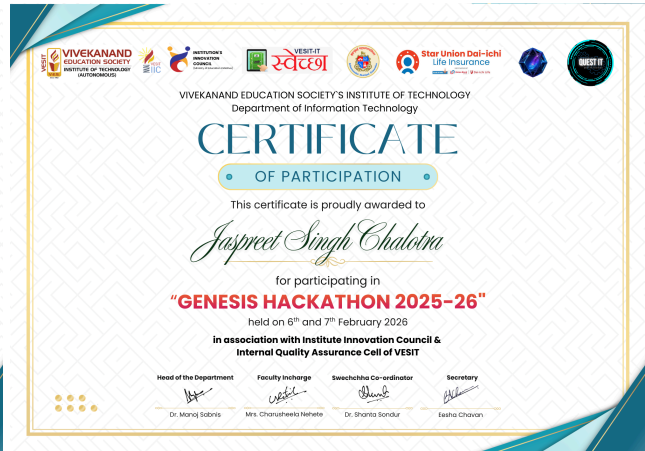 VESIT
VIVEKANAND
EDUCATION SOCIETY
INSTITUTE OF TECHNOLOGY
(AUTONOMOUS)
IIC
INSTITUTION'S
INNOVATION
COUNCIL
VESIT-IT
स्वेच्छा
Star Union Dai-ichi
Life Insurance
QUEST IT
VIVEKANAND EDUCATION SOCIETY`S INSTITUTE OF TECHNOLOGY
Department of Information Technology
CERTIFICATE
OF PARTICIPATION
This certificate is proudly awarded to
Jaspreet Singh Chalotra
for participating in
“GENESIS HACKATHON 2025-26"
held on 6th and 7th February 2026
in association with Institute Innovation Council &
Internal Quality Assurance Cell of VESIT
Head of the Department Faculty Incharge Swechchha Co-ordinator Secretary
Dr. Manoj Sabnis Mrs. Charusheela Nehete Dr. Shanta Sondur Eesha Chavan